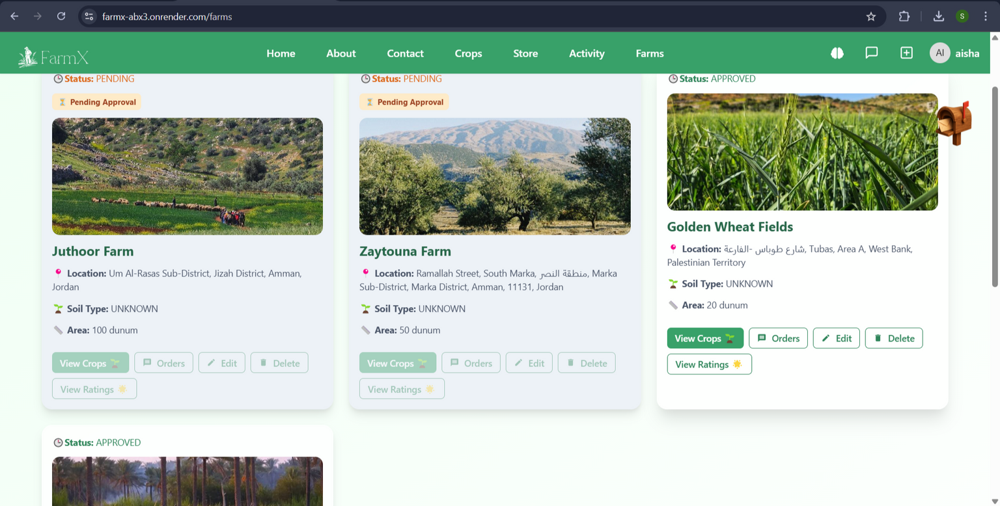 farmx-abx3.onrender.com/farms
S
FarmX
Home
About
Contact
Crops
Store
Activity
Farms
AI
aisha
Status: PENDING
Pending Approval
Juthoor Farm
Location: Um Al-Rasas Sub-District, Jizah District, Amman,
Jordan
Soil Type: UNKNOWN
Area: 100 dunum
View Crops
Orders
Edit
Delete
View Ratings
Status: PENDING
Pending Approval
Zaytouna Farm
Location: Ramallah Street, South Marka, منطقة النصر, Marka
Sub-District, Marka District, Amman, 11131, Jordan
Soil Type: UNKNOWN
Area: 50 dunum
View Crops
Orders
Edit
Delete
View Ratings
Status: APPROVED
Golden Wheat Fields
Location: شارع طوباس -الفارعة, Tubas, Area A, West Bank,
Palestinian Territory
Soil Type: UNKNOWN
Area: 20 dunum
View Crops
Orders
Edit
Delete
View Ratings
Status: APPROVED